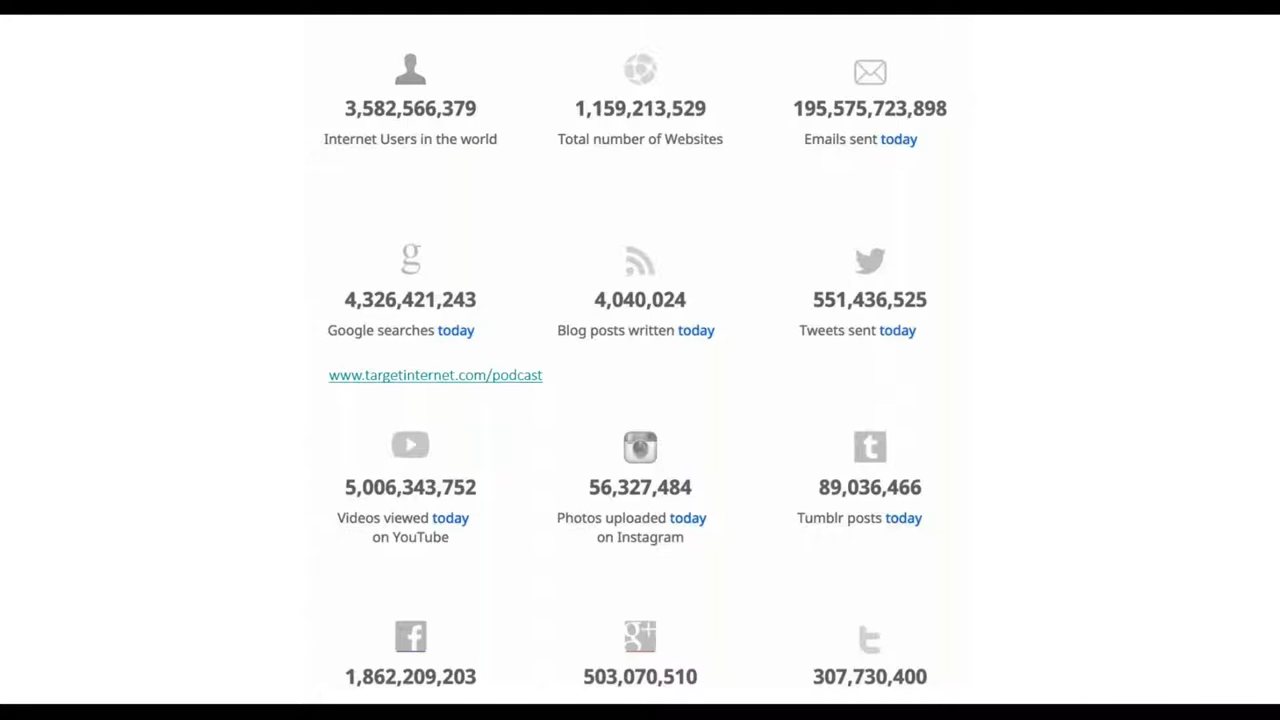 3,582,566,379
Internet Users in the world
1,159,213,529
Total number of Websites
195,575,723,898
Emails sent today
g
4,326,421,243
Google searches today
4,040,024
Blog posts written today
551,436,525
Tweets sent today
www.targetinternet.com/podcast
5,006,343,752
Videos viewed today
on YouTube
56,327,484
Photos uploaded today
on Instagram
t
89,036,466
Tumblr posts today
f
1,862,209,203
g+
503,070,510
t
307,730,400